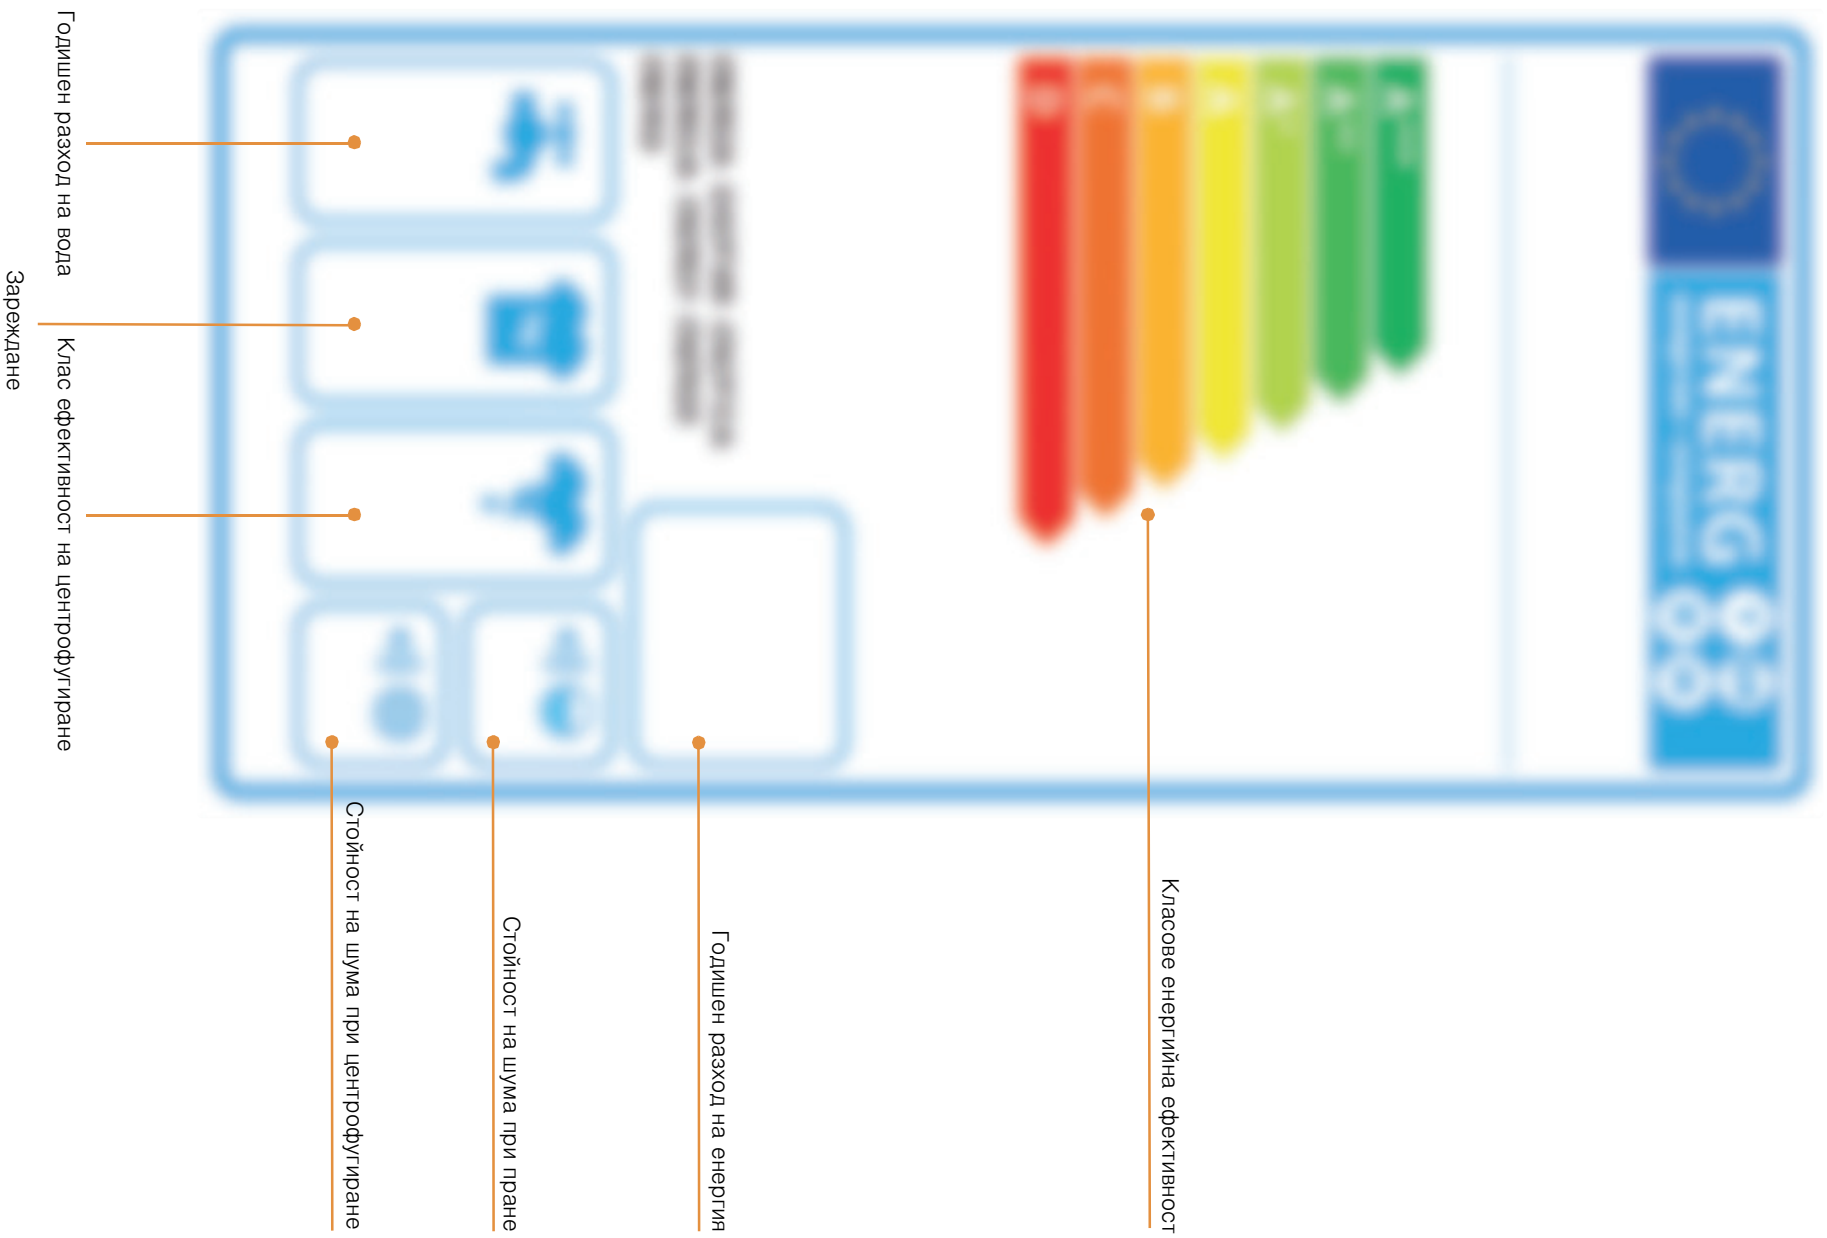 ENERG
A
B
C
D
Класове енергийна ефективност
Годишен разход на енергия
Стойност на шума при пране
Стойност на шума при центрофугиране
Годишен разход на вода
Зареждане
Клас ефективност на центрофугиране